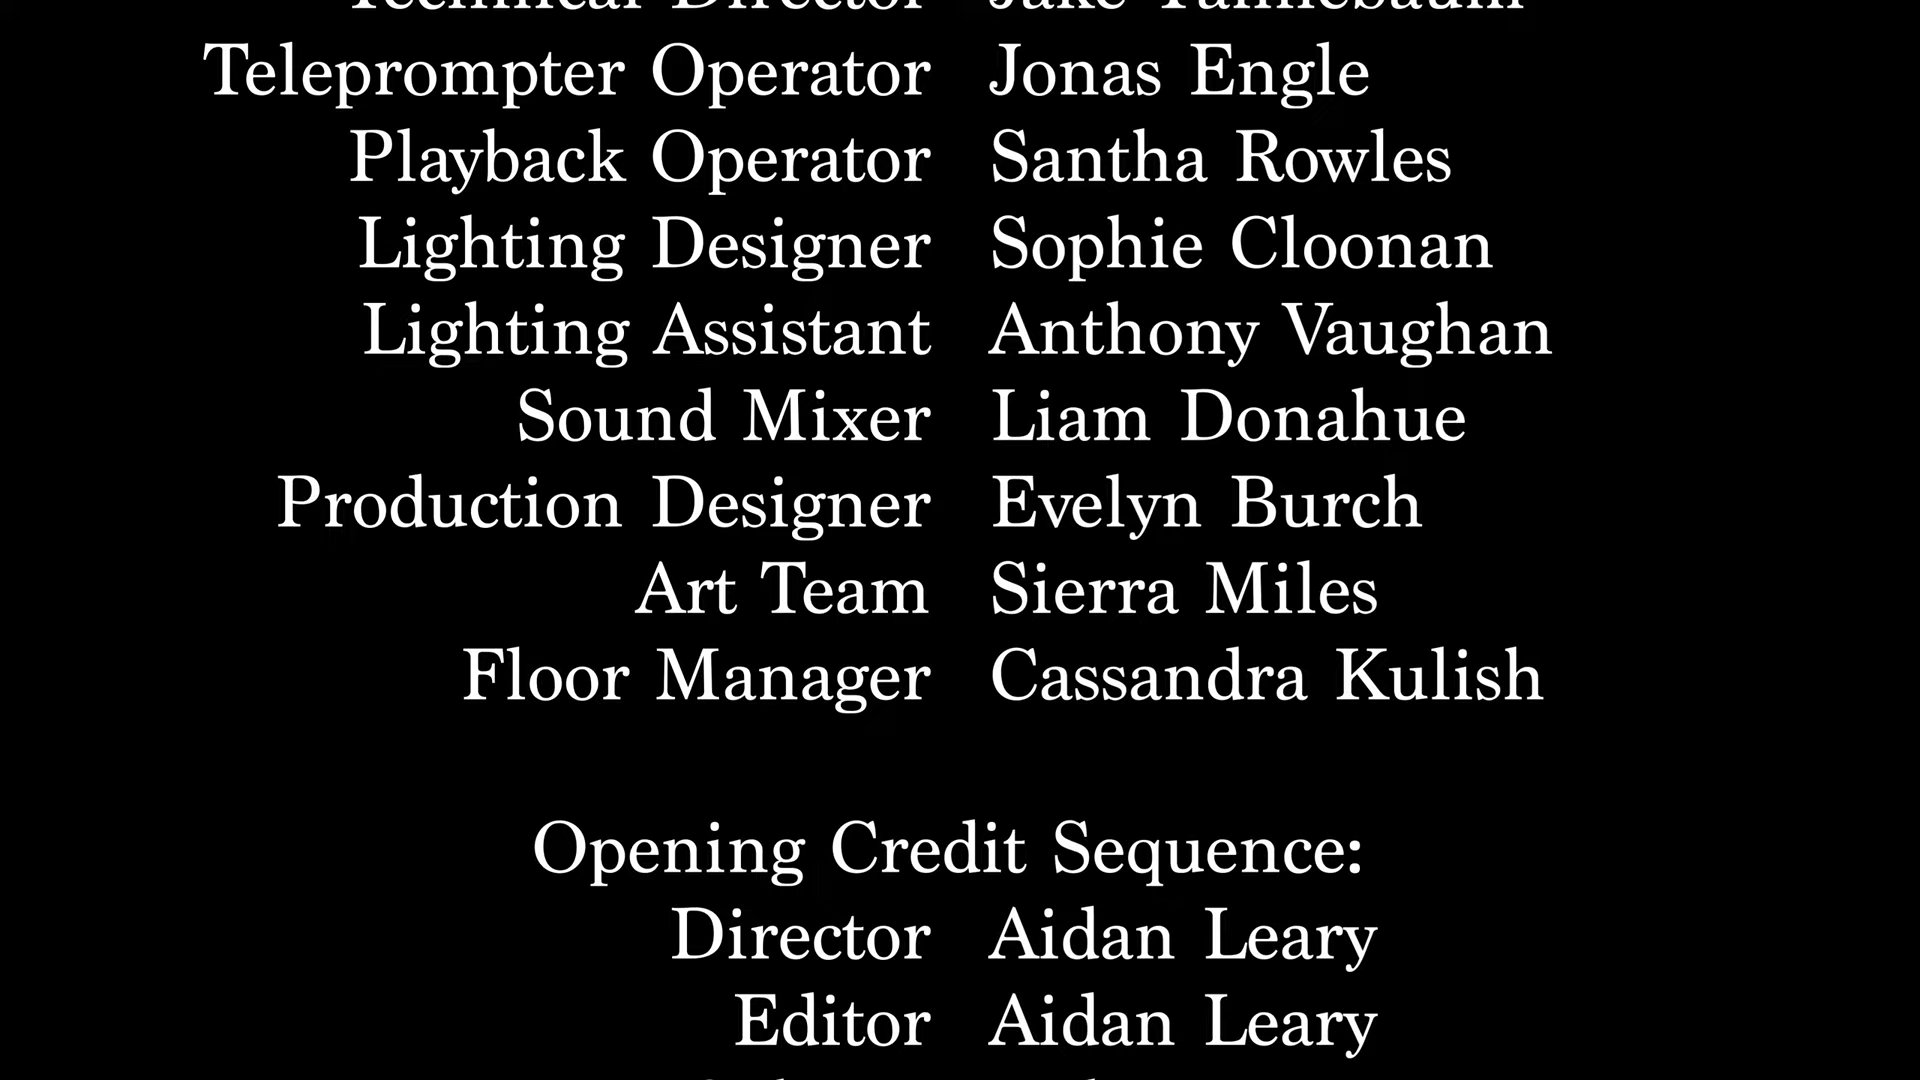 Technical Director Jake Tannebaum
Teleprompter Operator Jonas Engle
Playback Operator Santha Rowles
Lighting Designer Sophie Cloonan
Lighting Assistant Anthony Vaughan
Sound Mixer Liam Donahue
Production Designer Evelyn Burch
Art Team Sierra Miles
Floor Manager Cassandra Kulish
Opening Credit Sequence:
Director Aidan Leary
Editor Aidan Leary